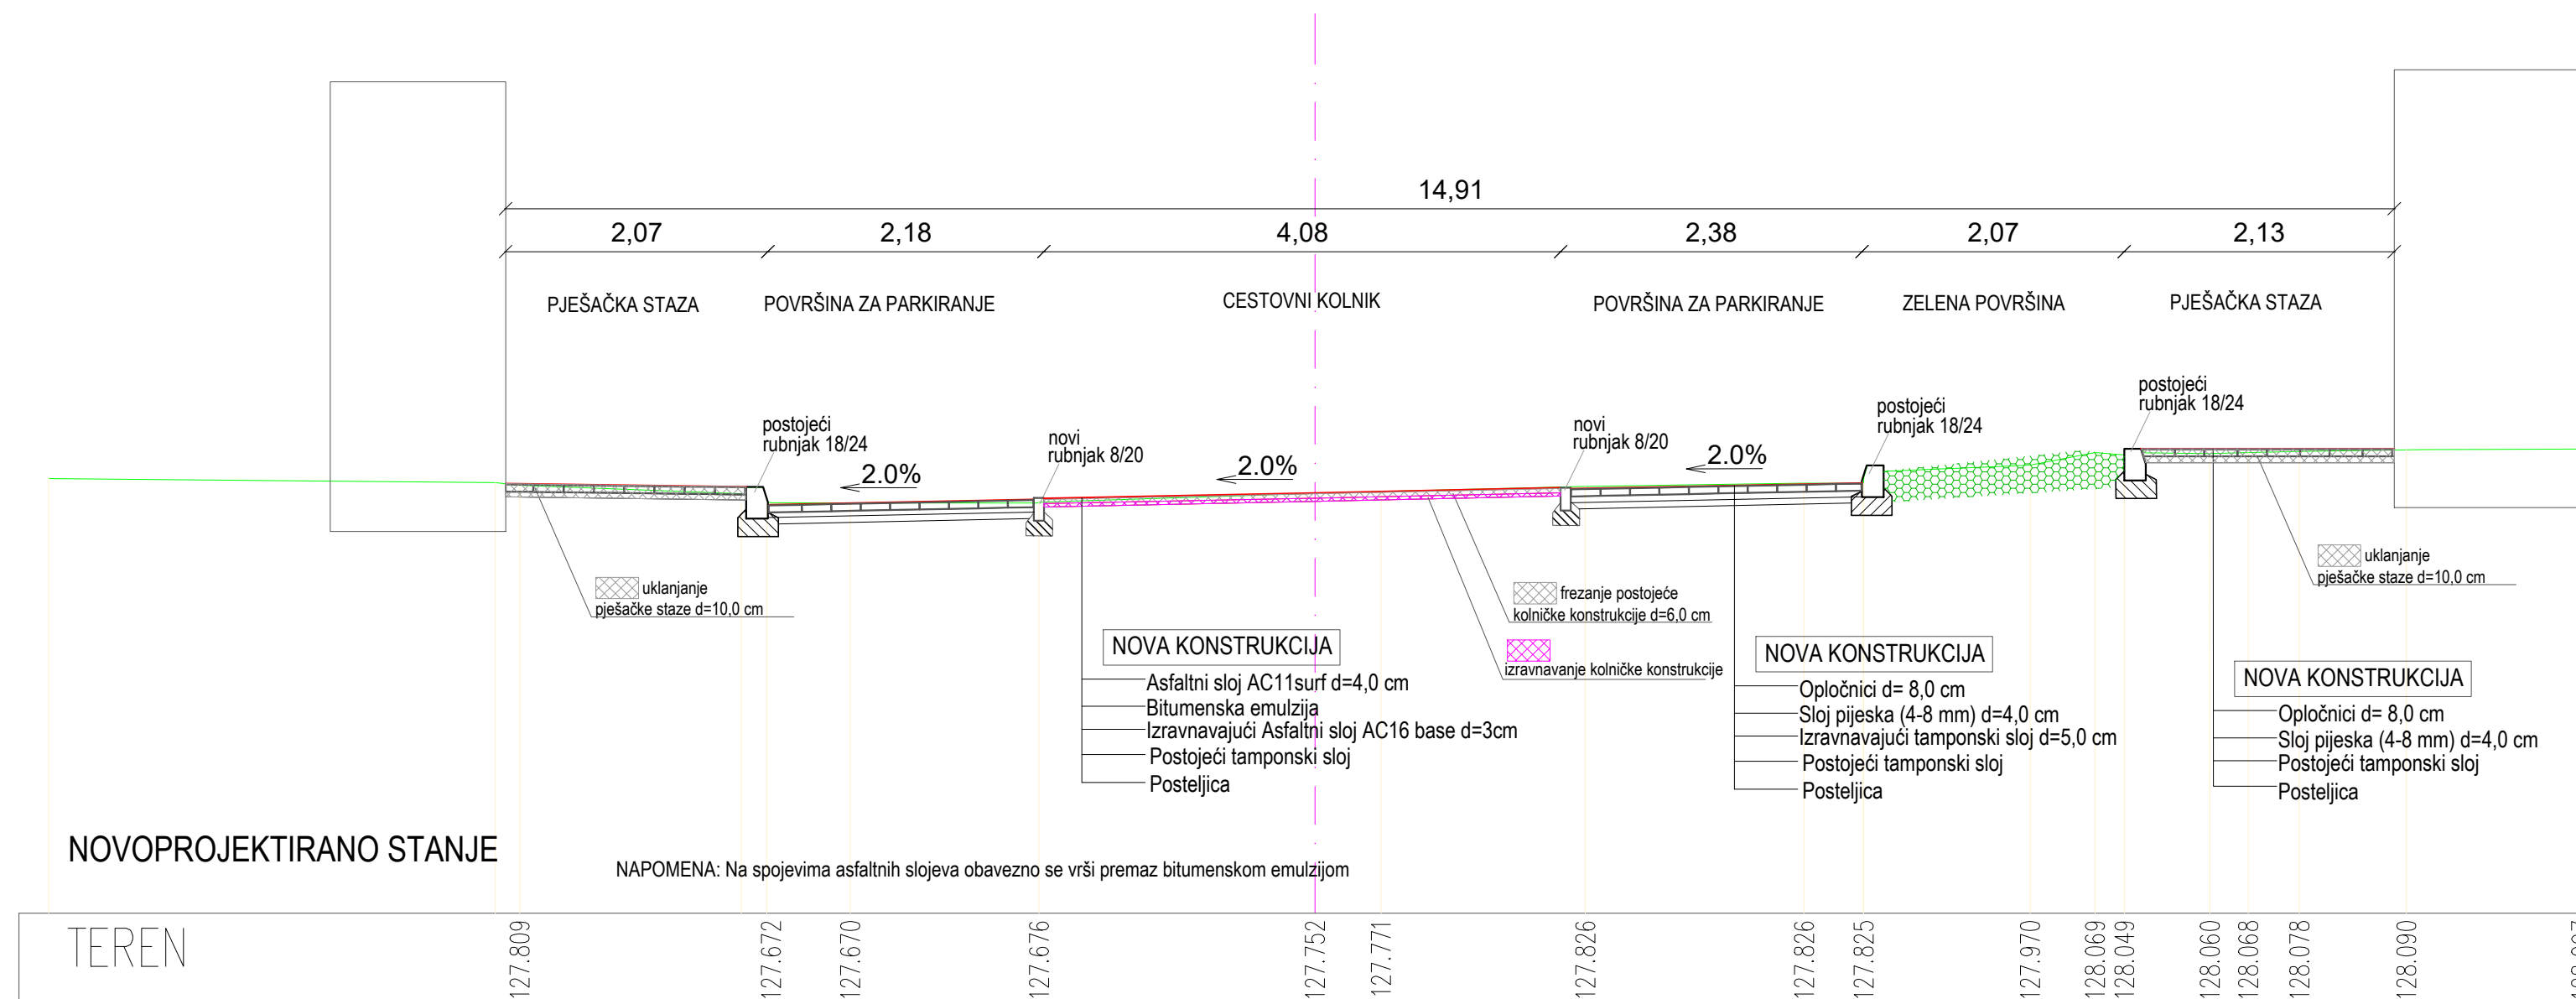 14,91
2,07
2,18
4,08
2,38
2,07
2,13
PJEŠAČKA STAZA
POVRŠINA ZA PARKIRANJE
CESTOVNI KOLNIK
POVRŠINA ZA PARKIRANJE
ZELENA POVRŠINA
PJEŠAČKA STAZA
postojeći
rubnjak 18/24
2.0%
novi
rubnjak 8/20
2.0%
novi
rubnjak 8/20
2.0%
postojeći
rubnjak 18/24
postojeći
rubnjak 18/24
uklanjanje
pješačke staze d=10,0 cm
frezanje postojeće
kolničke konstrukcije d=6,0 cm
izravnavanje kolničke konstrukcije
uklanjanje
pješačke staze d=10,0 cm
NOVA KONSTRUKCIJA
Asfaltni sloj AC11surf d=4,0 cm
Bitumenska emulzija
Izravnavajući Asfaltni sloj AC16 base d=3cm
Postojeći tamponski sloj
Posteljica
NOVA KONSTRUKCIJA
Opločnici d= 8,0 cm
Sloj pijeska (4-8 mm) d=4,0 cm
Izravnavajući tamponski sloj d=5,0 cm
Postojeći tamponski sloj
Posteljica
NOVA KONSTRUKCIJA
Opločnici d= 8,0 cm
Sloj pijeska (4-8 mm) d=4,0 cm
Postojeći tamponski sloj
Posteljica
NOVOPROJEKTIRANO STANJE
NAPOMENA: Na spojevima asfaltnih slojeva obavezno se vrši premaz bitumenskom emulzijom
TEREN
127.809
127.672
127.670
127.676
127.752
127.771
127.826
127.826
127.825
127.970
128.069
128.049
128.060
128.068
128.078
128.090